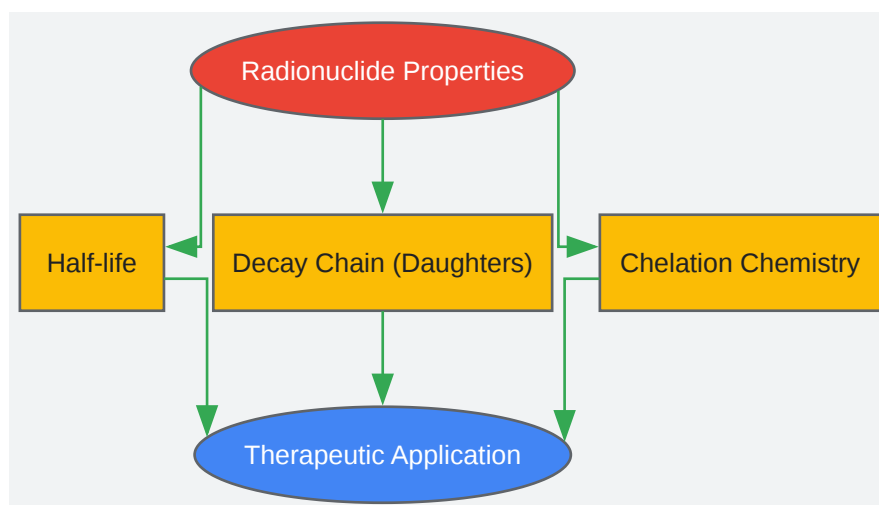 Radionuclide Properties
Half-life
Decay Chain (Daughters)
Chelation Chemistry
Therapeutic Application